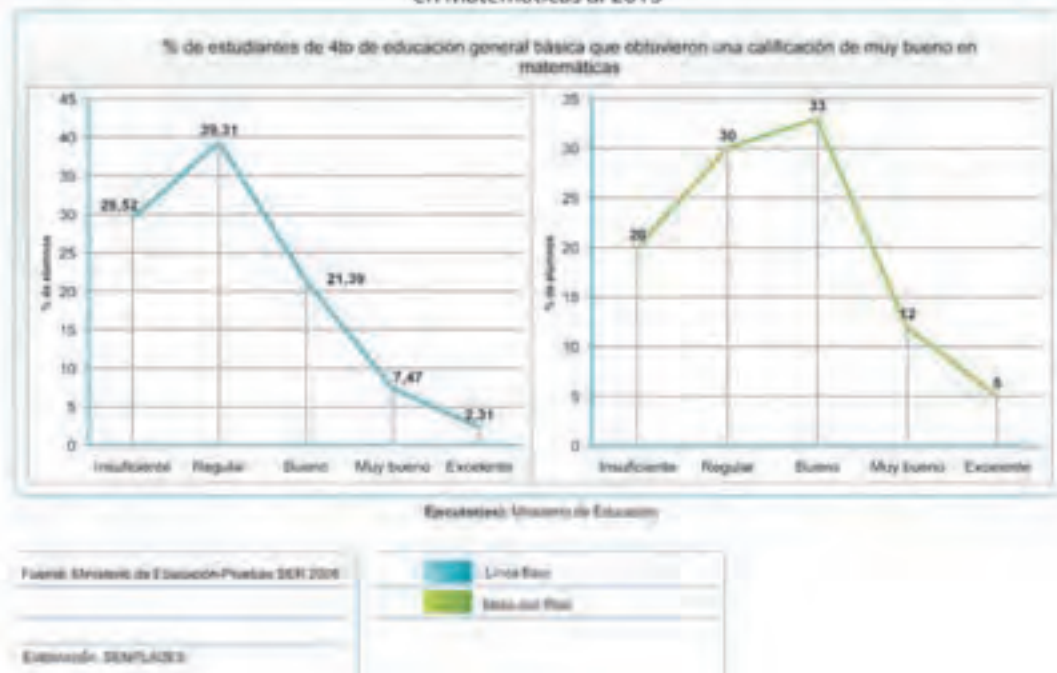 en Matemáticas al 2013
% de estudiantes de 4to de educación general básica que obtuvieron una calificación de muy bueno en
matemáticas
45
40
35
30
25
20
15
10
5
0
% de alumnos
29,52
39,31
21,39
7,47
2,31
Insuficiente Regular Bueno Muy bueno Excelente
35
30
25
20
15
10
5
0
% de alumnos
20
30
33
12
5
Insuficiente Regular Bueno Muy bueno Excelente
Ejecutor(es): Ministerio de Educación
Fuente: Ministerio de Educación-Pruebas SER 2008
Línea Base
Meta del Plan
Elaboración: SENPLADES